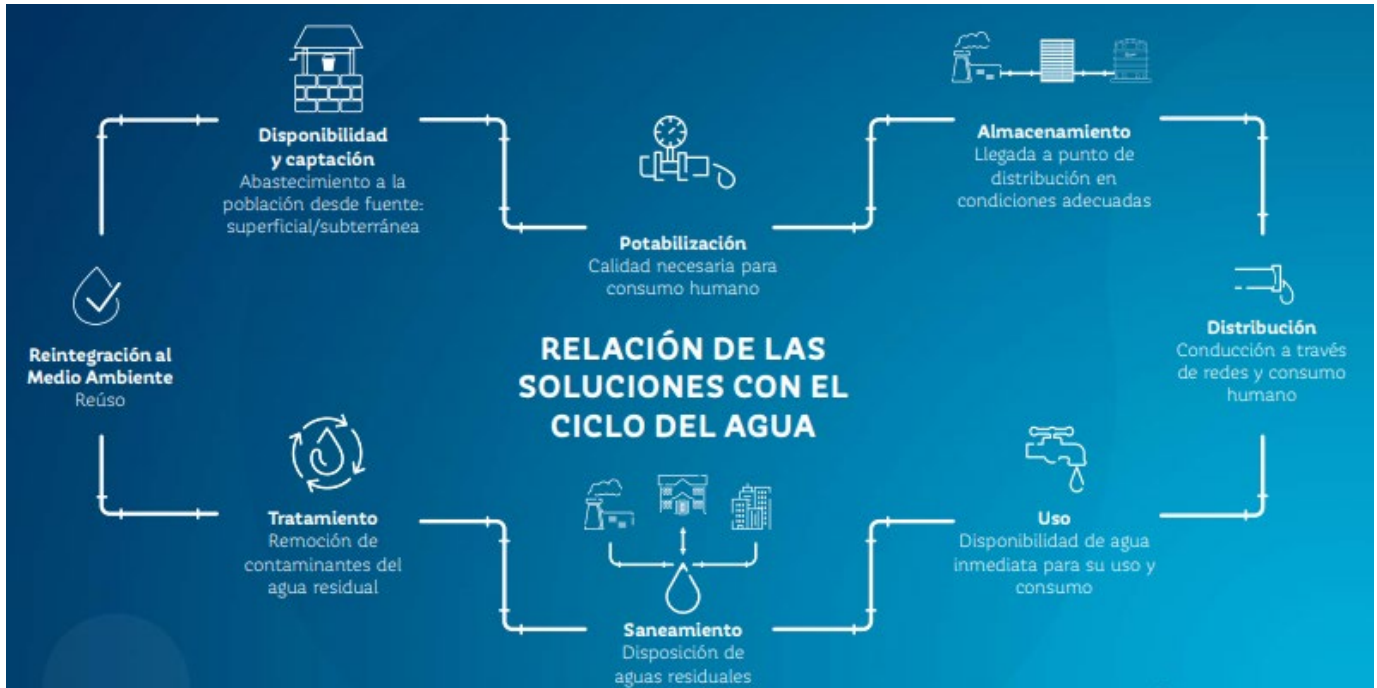 Disponibilidad
y captación
Abastecimiento a la
población desde fuente:
superficial/subterránea
Potabilización
Calidad necesaria para
consumo humano
Almacenamiento
Llegada a punto de
distribución en
condiciones adecuadas
Distribución
Conducción a través
de redes y consumo
humano
RELACIÓN DE LAS
SOLUCIONES CON EL
CICLO DEL AGUA
Reintegración al
Medio Ambiente
Reúso
Tratamiento
Remoción de
contaminantes del
agua residual
Saneamiento
Disposición de
aguas residuales
Uso
Disponibilidad de agua
inmediata para su uso y
consumo